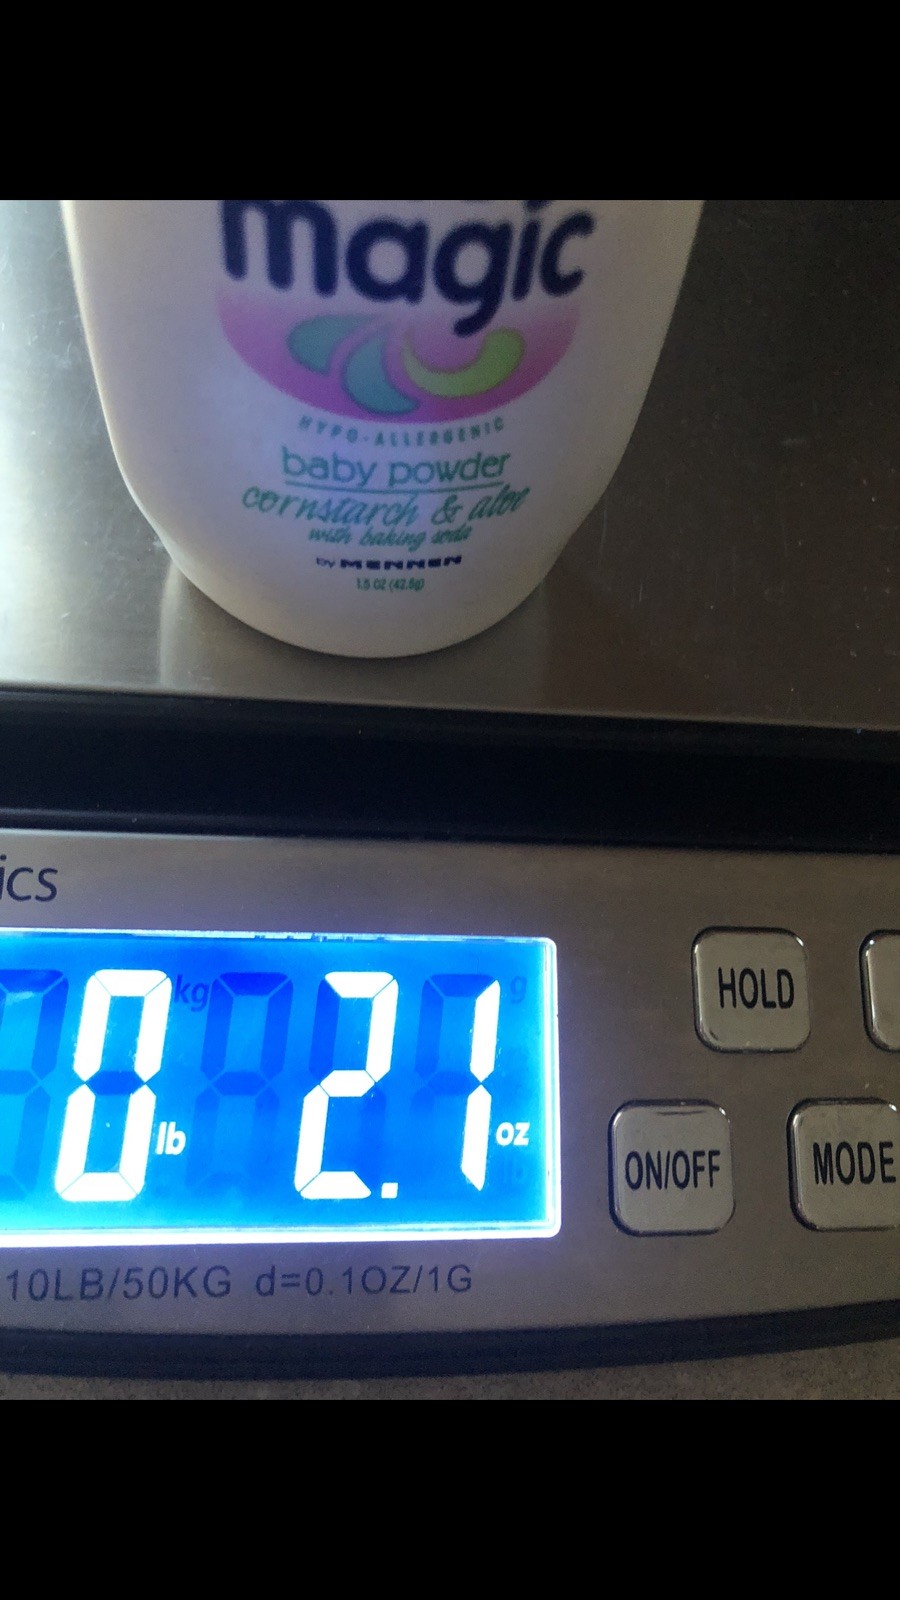 magic
HYPO-ALLERGENIC
baby powder
cornstarch & aloe
with baking soda
by MENNEN
1.5 OZ (42.5g)
ics
0 lb 2.1 oz
kg g
HOLD
ON/OFF MODE
10LB/50KG d=0.1OZ/1G